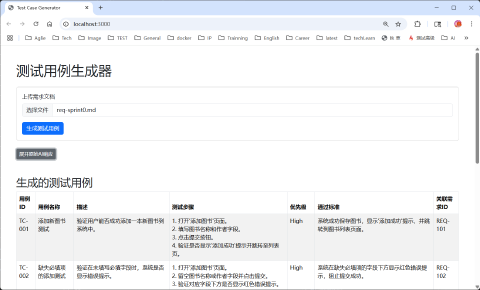 Test Case Generator
localhost:3000
Agile Tech Image TEST General docker IP Trainning English Career latest techLearn 测试高级 AI
测试用例生成器
上传需求文档
选择文件 req-sprint0.md
生成测试用例
生成的测试用例
用例ID 用例名称 描述 测试步骤 优先级 通过标准 关联需求ID
TC-001 添加新图书测试 验证用户能否成功添加一本新图书到系统中。 1. 打开"添加图书"页面。 High 系统成功保存图书，显示"添加成功"提示，并跳转到图书列表页面。 REQ-101
2. 填写图书名称和作者字段。
3. 点击提交按钮。
4. 验证是否显示"添加成功"提示并跳转至列表页。
TC-002 缺失必填项的添加测试 验证在未填写必填字段时，系统是否显示错误提示。 1. 打开"添加图书"页面。 High 系统在缺失必填项的字段下方显示红色错误提示，阻止提交成功。 REQ-102
2. 留空图书名称或作者字段并点击提交。
3. 验证对应字段下方是否显示红色错误提示。